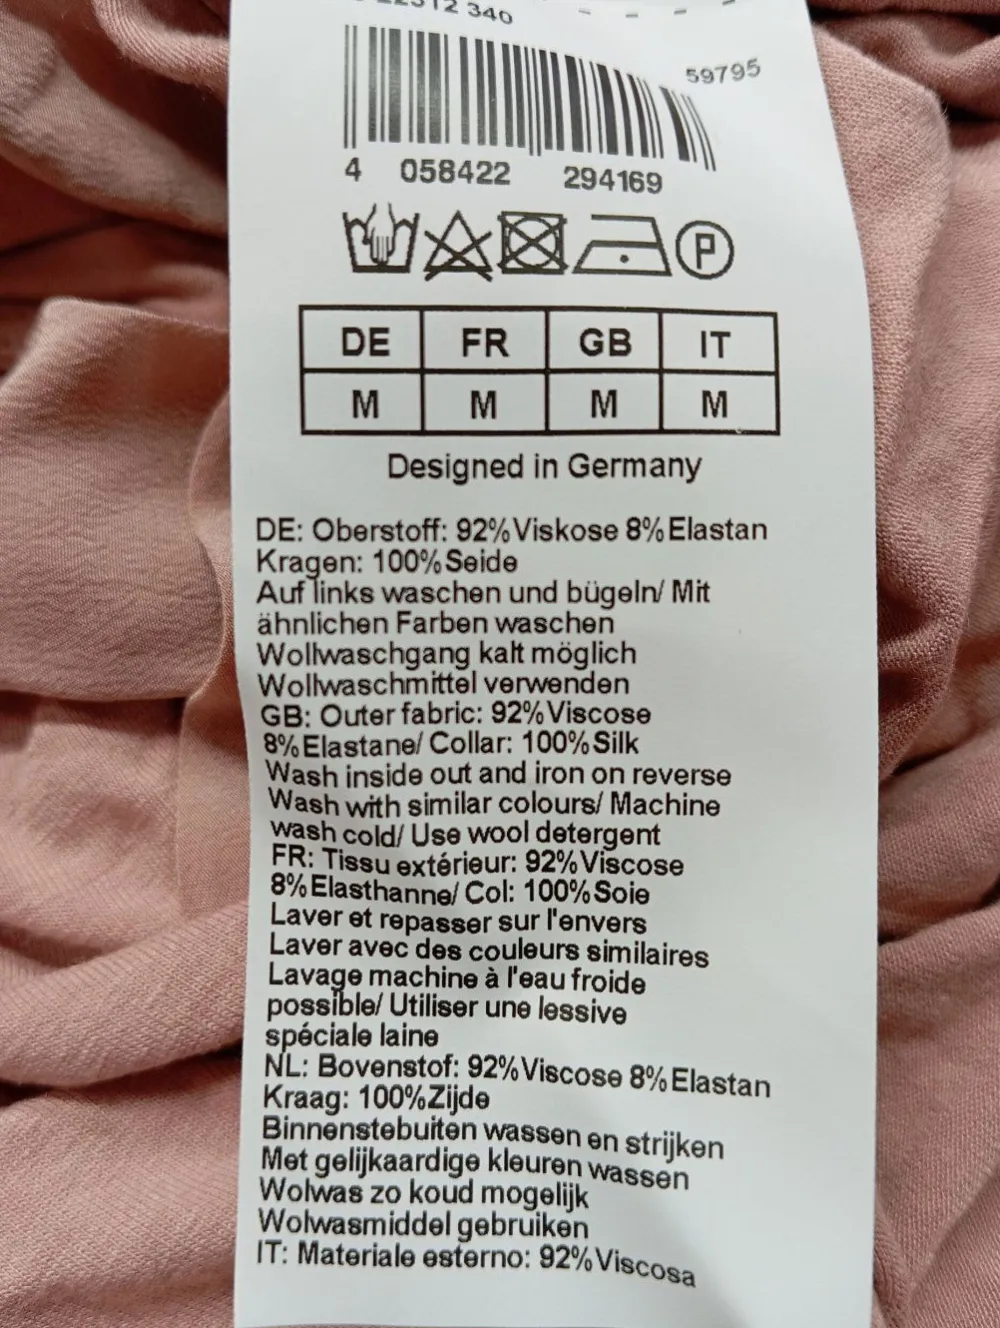 59795
4 058422 294169
P
DE FR GB IT
M M M M
Designed in Germany
DE: Oberstoff: 92% Viskose 8% Elastan
Kragen: 100% Seide
Auf links waschen und bügeln/ Mit
ähnlichen Farben waschen
Wollwaschgang kalt möglich
Wollwaschmittel verwenden
GB: Outer fabric: 92% Viscose
8% Elastane/ Collar: 100% Silk
Wash inside out and iron on reverse
Wash with similar colours/ Machine
wash cold/ Use wool detergent
FR: Tissu extérieur: 92% Viscose
8% Elasthanne/ Col: 100% Soie
Laver et repasser sur l'envers
Laver avec des couleurs similaires
Lavage machine à l'eau froide
possible/ Utiliser une lessive
spéciale laine
NL: Bovenstof: 92% Viscose 8% Elastan
Kraag: 100% Zijde
Binnenstebuiten wassen en strijken
Met gelijkaardige kleuren wassen
Wolwas zo koud mogelijk
Wolwasmiddel gebruiken
IT: Materiale esterno: 92% Viscosa